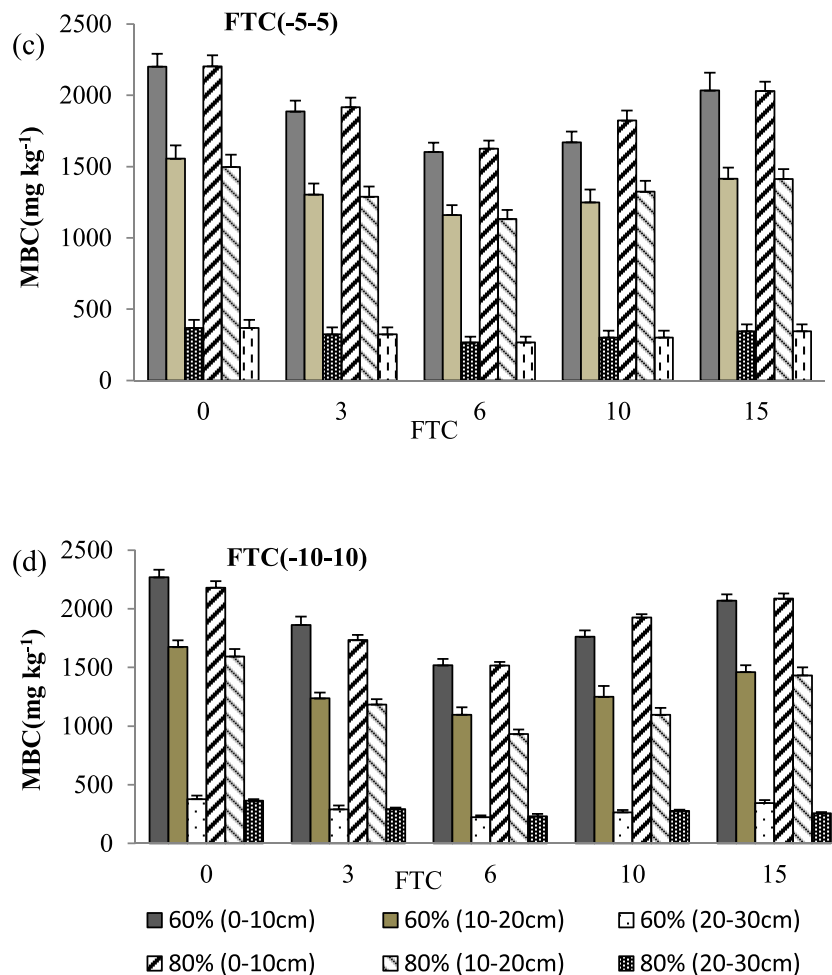 (c) FTC(-5-5)
MBC(mg kg-1)
2500
2000
1500
1000
500
0
0 3 6 10 15
FTC
(d) FTC(-10-10)
MBC(mg kg-1)
2500
2000
1500
1000
500
0
0 3 6 10 15
FTC
60% (0-10cm) 60% (10-20cm) 60% (20-30cm)
80% (0-10cm) 80% (10-20cm) 80% (20-30cm)